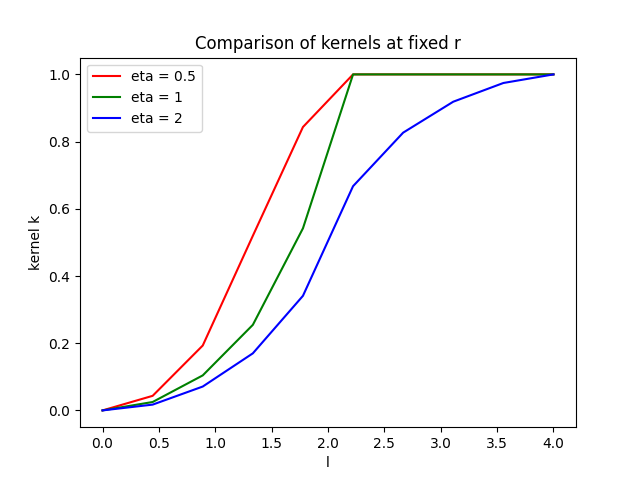 Comparison of kernels at fixed r
eta = 0.5
eta = 1
eta = 2
kernel k
1.0
0.8
0.6
0.4
0.2
0.0
0.0 0.5 1.0 1.5 2.0 2.5 3.0 3.5 4.0
l